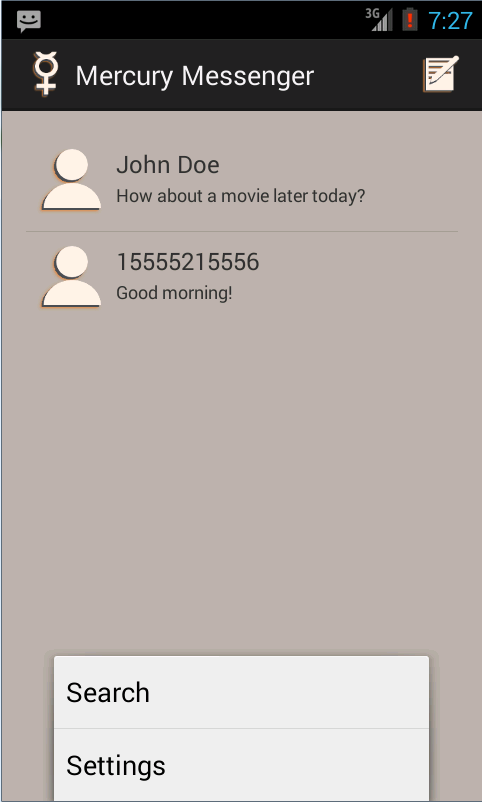 3G
7:27
Mercury Messenger
John Doe
How about a movie later today?
15555215556
Good morning!
Search
Settings